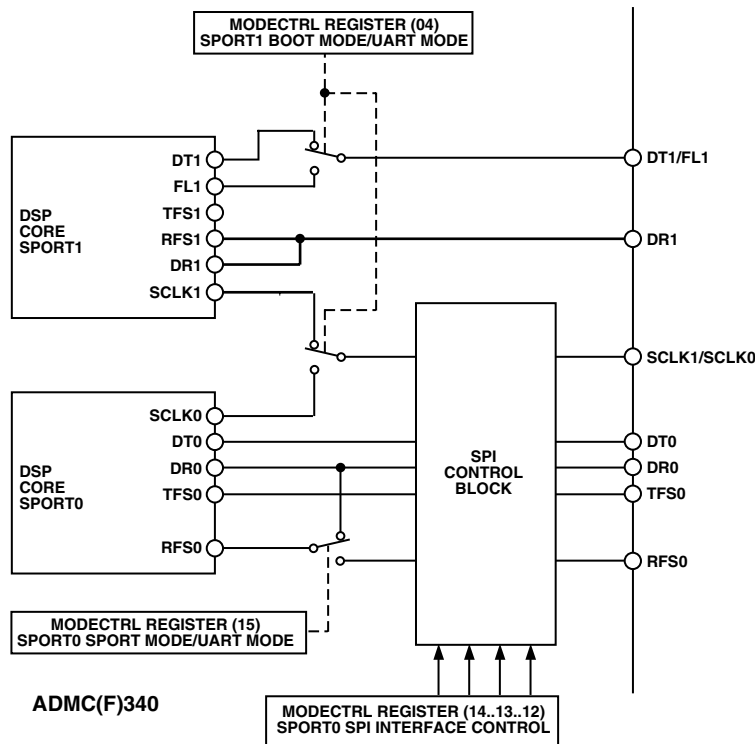 MODECTRL REGISTER (04)
SPORT1 BOOT MODE/UART MODE
DSP
CORE
SPORT1
DT1
FL1
TFS1
RFS1
DR1
SCLK1
DT1/FL1
DR1
SCLK1/SCLK0
DSP
CORE
SPORT0
SCLK0
DT0
DR0
TFS0
RFS0
SPI
CONTROL
BLOCK
DT0
DR0
TFS0
RFS0
MODECTRL REGISTER (15)
SPORT0 SPORT MODE/UART MODE
ADMC(F)340
MODECTRL REGISTER (14..13..12)
SPORT0 SPI INTERFACE CONTROL